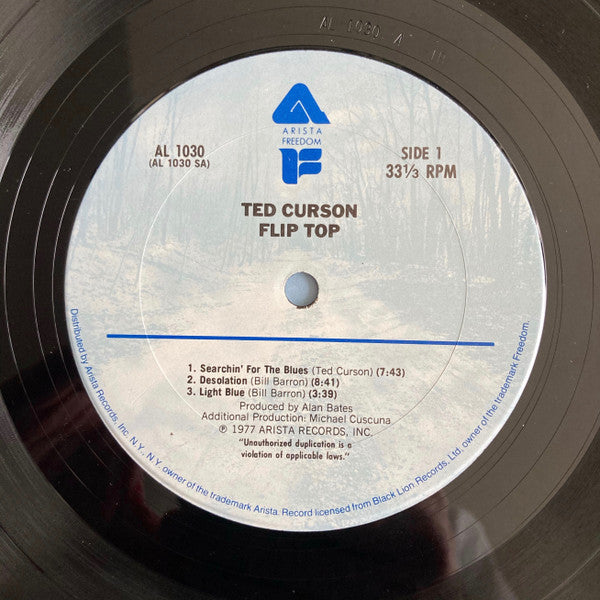 AL 1030 A
ARISTA
FREEDOM
AL 1030
(AL 1030 SA)
SIDE 1
33⅓ RPM
TED CURSON
FLIP TOP
1. Searchin' For The Blues (Ted Curson) (7:43)
2. Desolation (Bill Barron) (8:41)
3. Light Blue (Bill Barron) (3:39)
Produced by Alan Bates
Additional Production: Michael Cuscuna
℗ 1977 ARISTA RECORDS, INC.
"Unauthorized duplication is a
violation of applicable laws."
Distributed by Arista Records, Inc. N.Y., N.Y. owner of the trademark Arista. Record licensed from Black Lion Records, Ltd, owner of the trademark Freedom.